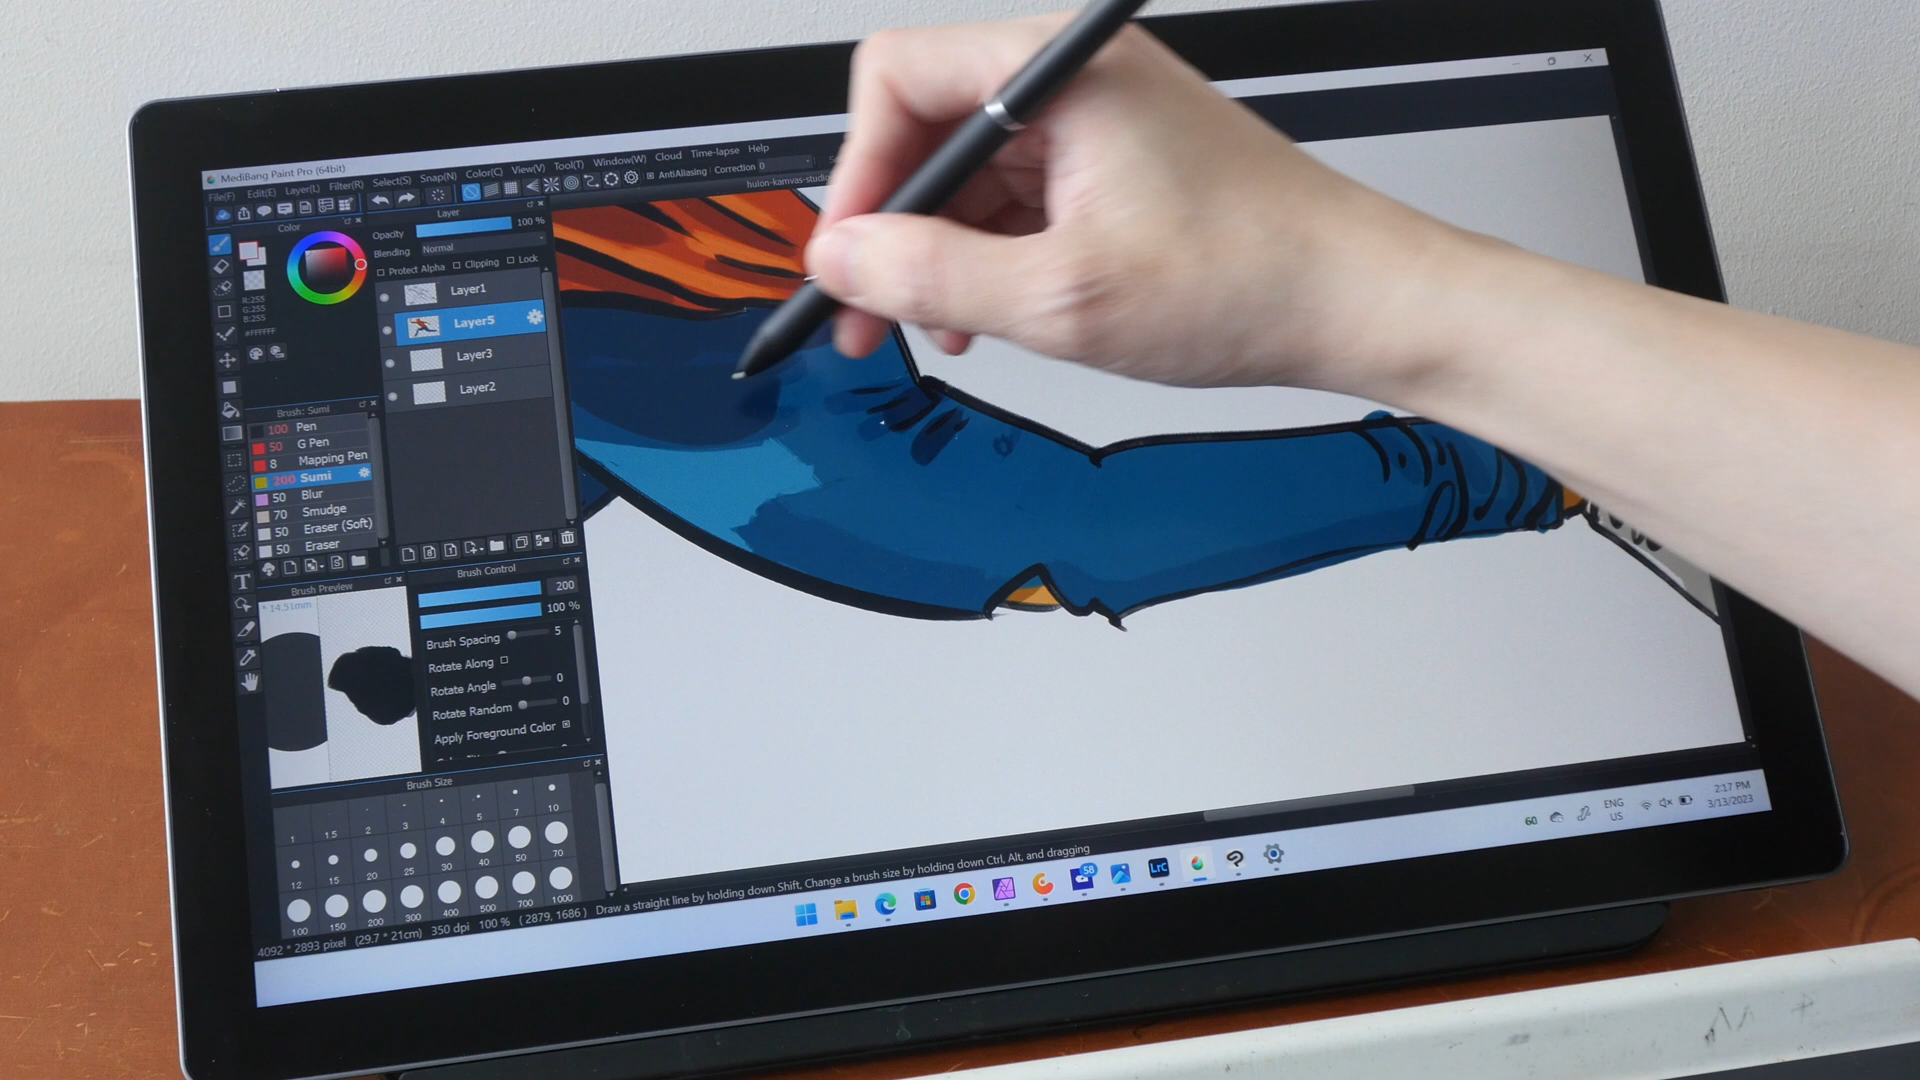 MediBang Paint Pro (64bit)
File(F) Edit(E) Layer(L) Filter(R) Select(S) Snap(N) Color(C) View(V) Tool(T) Window(W) Cloud Time-lapse Help
AntiAliasing Correction 0
huion-kamvas-studio
Color
R:255
G:255
B:255
#FFFFFF
Layer
Opacity 100 %
Blending Normal
Protect Alpha Clipping Lock
Layer1
Layer5
Layer3
Layer2
Brush: Sumi
100 Pen
50 G Pen
8 Mapping Pen
200 Sumi
50 Blur
70 Smudge
50 Eraser (Soft)
50 Eraser
Brush Preview
* 14.51mm
Brush Control
200
100 %
Brush Spacing 5
Rotate Along
Rotate Angle 0
Rotate Random 0
Apply Foreground Color
Brush Size
1 1.5 2 3 4 5 7 10
12 15 20 25 30 40 50 70
100 150 200 300 400 500 700 1000
4092 * 2893 pixel (29.7 * 21cm) 350 dpi 100 % ( 2879, 1686 ) Draw a straight line by holding down Shift, Change a brush size by holding down Ctrl, Alt, and dragging
58
LrC
60
ENG
US
2:17 PM
3/13/2023